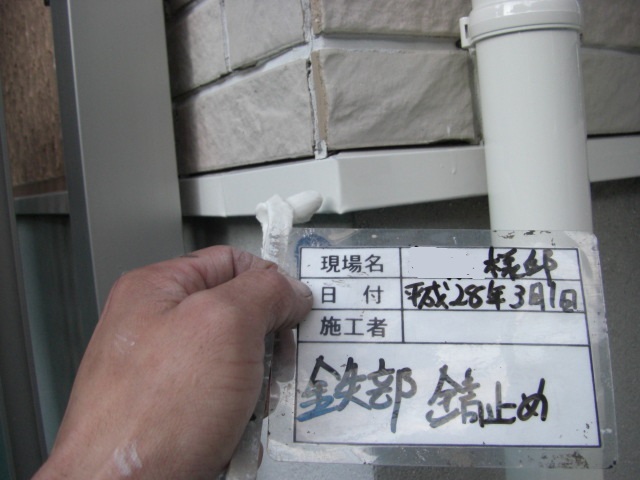 現場名 様邸
日付 平成28年3月1日
施工者
鉄部 錆止め